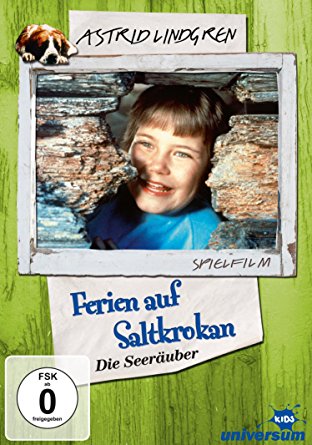 ASTRID LINDGREN
SPIELFILM
Ferien auf
Saltkrokan
Die Seeräuber
FSK
ab
0
freigegeben
KIDS
universum